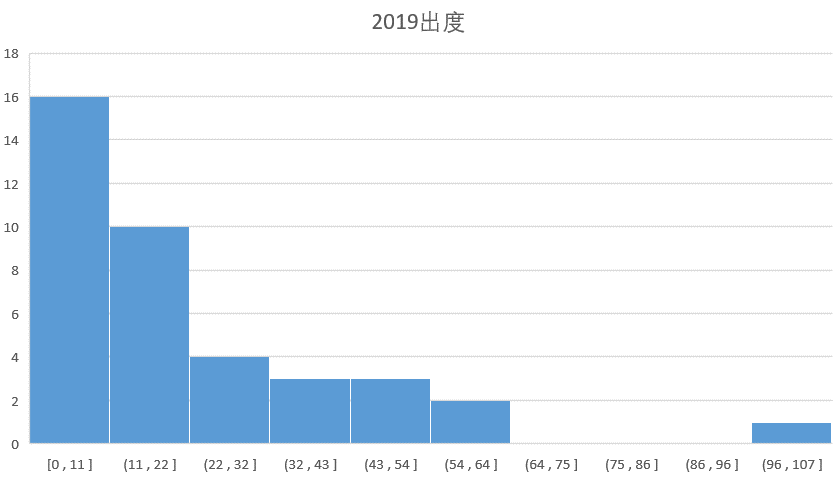 2019出度
18
16
14
12
10
8
6
4
2
0
[0 , 11 ]
(11 , 22 ]
(22 , 32 ]
(32 , 43 ]
(43 , 54 ]
(54 , 64 ]
(64 , 75 ]
(75 , 86 ]
(86 , 96 ]
(96 , 107 ]